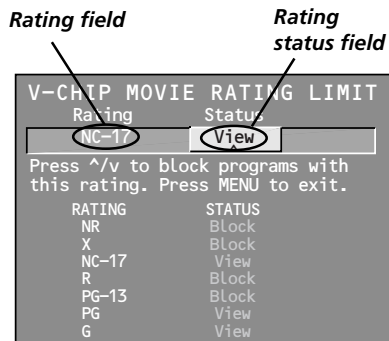 Rating field
Rating
status field
V-CHIP MOVIE RATING LIMIT
Rating Status
NC-17 View
Press ^/v to block programs with
this rating. Press MENU to exit.
RATING STATUS
NR Block
X Block
NC-17 View
R Block
PG-13 Block
PG View
G View